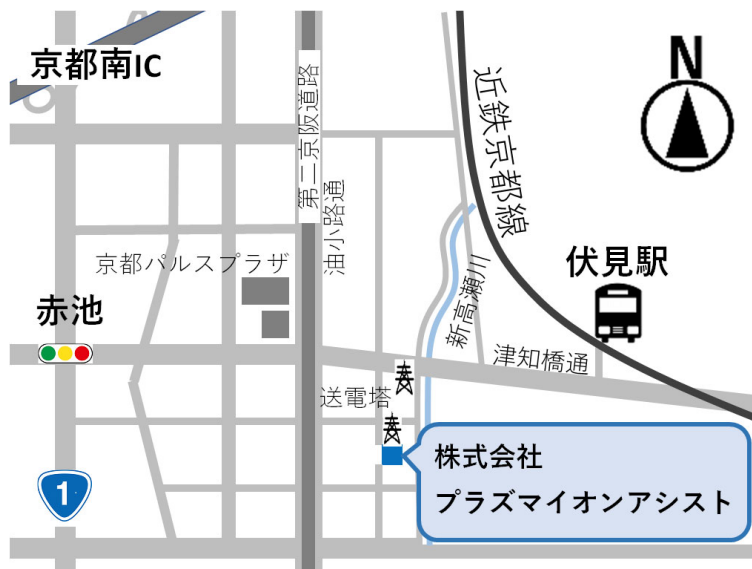 京都南IC
N
第二京阪道路
近鉄京都線
油小路通
京都パルスプラザ
伏見駅
赤池
新高瀬川
津知橋通
送電塔
株式会社
プラズマイオンアシスト
1